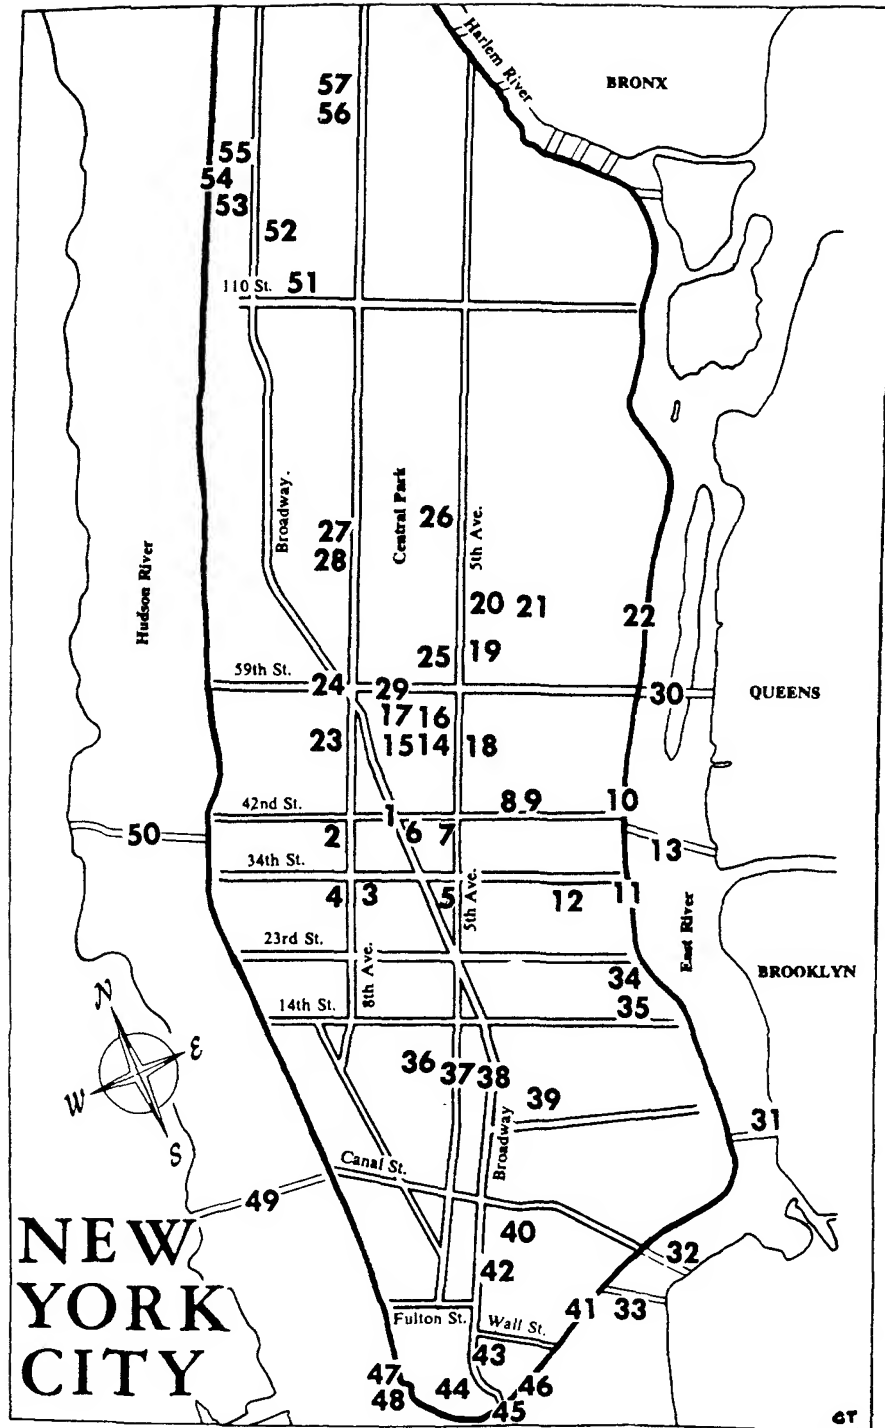 Harlem River
BRONX
57
56
55
54
53
52
110 St.
51
Broadway.
Central Park
5th Ave.
Hudson River
27
28
26
20 21
22
25 19
59th St.
24 29
30
QUEENS
17 16
23 15 14 18
42nd St.
1
8 9
10
50
2
6 7
13
34th St.
4 3
5
5th Ave.
12
11
East River
23rd St.
8th Ave.
34
BROOKLYN
14th St.
35
N
E
W
S
36 37 38
39
31
Broadway
Canal St.
49
40
32
42
41 33
Fulton St.
Wall St.
43
47
48
44
46
45
NEW
YORK
CITY
GT